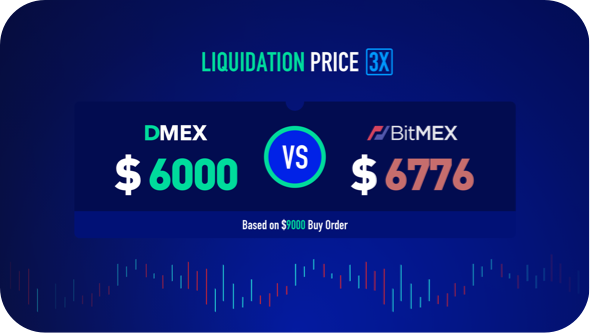 LIQUIDATION PRICE 3X
DMEX
$ 6000
VS
BitMEX
$ 6776
Based on $9000 Buy Order